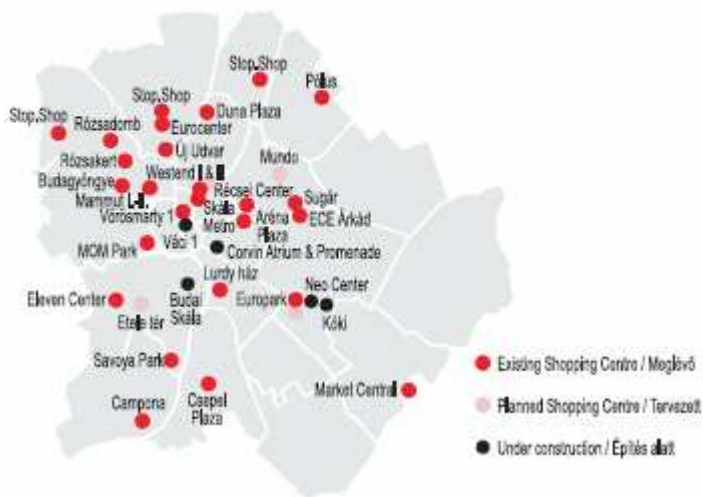 Stop.Shop
Pólus
Stop.Shop
Duna Plaza
Stop.Shop
Rózsadomb
Eurocenter
Új Udvar
Mundo
Rózsakert
Westend I & II
Budagyöngye
Récsei Center
Sugár
Mammut I.-II.
Skála
Metro
Aréna
Plaza
ECE Árkád
Vörösmarty 1
Váci 1
Corvin Atrium & Promenade
MOM Park
Lurdy ház
Neo Center
Eleven Center
Budai
Skála
Europark
Etele tér
Kőki
Savoya Park
Market Central
Campona
Csepel
Plaza
Existing Shopping Centre / Meglévő
Planned Shopping Centre / Tervezett
Under construction / Építés alatt